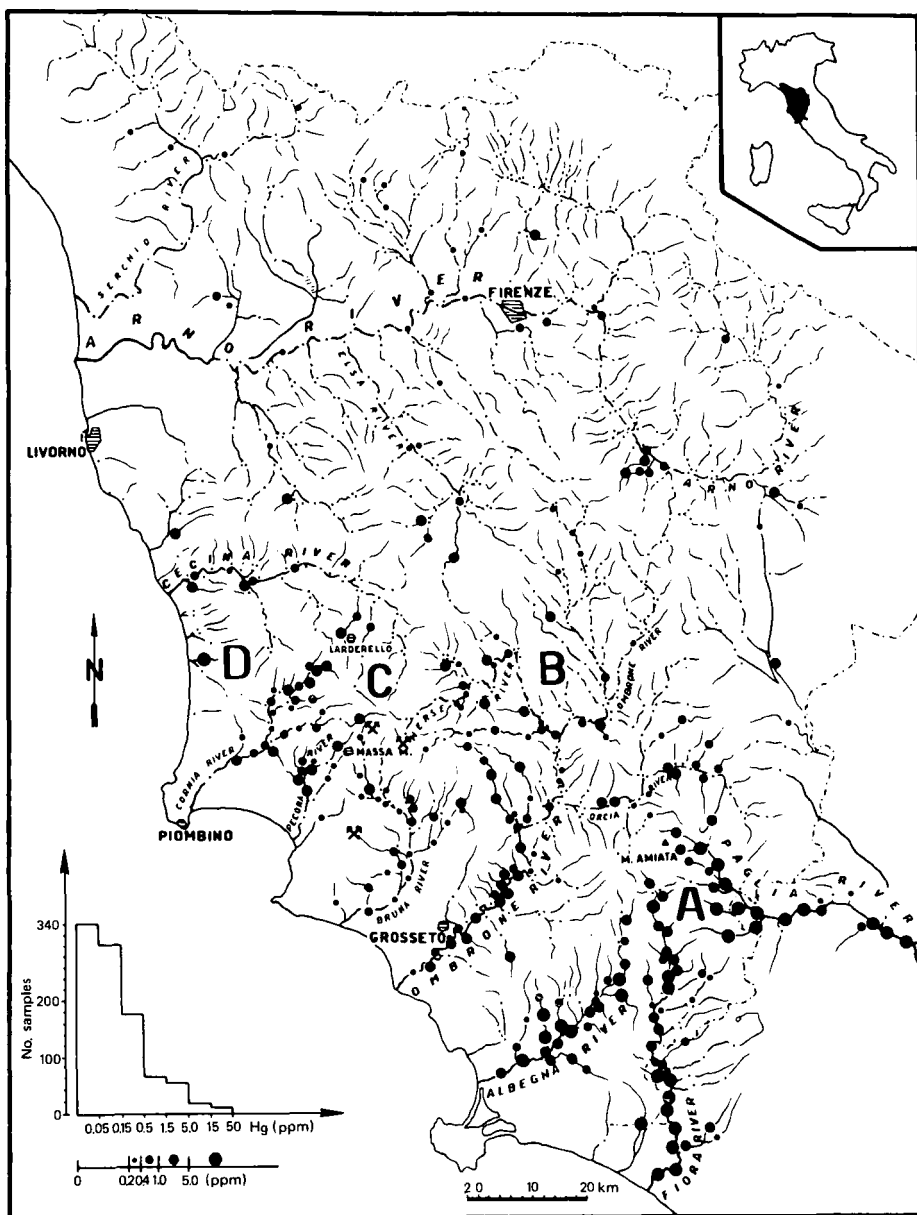 SERCHIO RIVER
ARNO RIVER
FIRENZE
ELSA RIVER
LIVORNO
ARNO RIVER
CECINA RIVER
N
D
LARDERELLO
C
B
MERSE RIVER
CORNIA RIVER
PECORA RIVER
MASSA M.
PIOMBINO
ORCIA RIVER
M. AMIATA
PAGLIA RIVER
A
BRUNA RIVER
GROSSETO
OMBRONE RIVER
ALBEGNA RIVER
FIORA RIVER
No. samples
340
200
100
0
0.05 0.15 0.5 1.5 5.0 15 50 Hg (ppm)
0 0.2 0.4 1.0 5.0 (ppm)
2 0 10 20 km